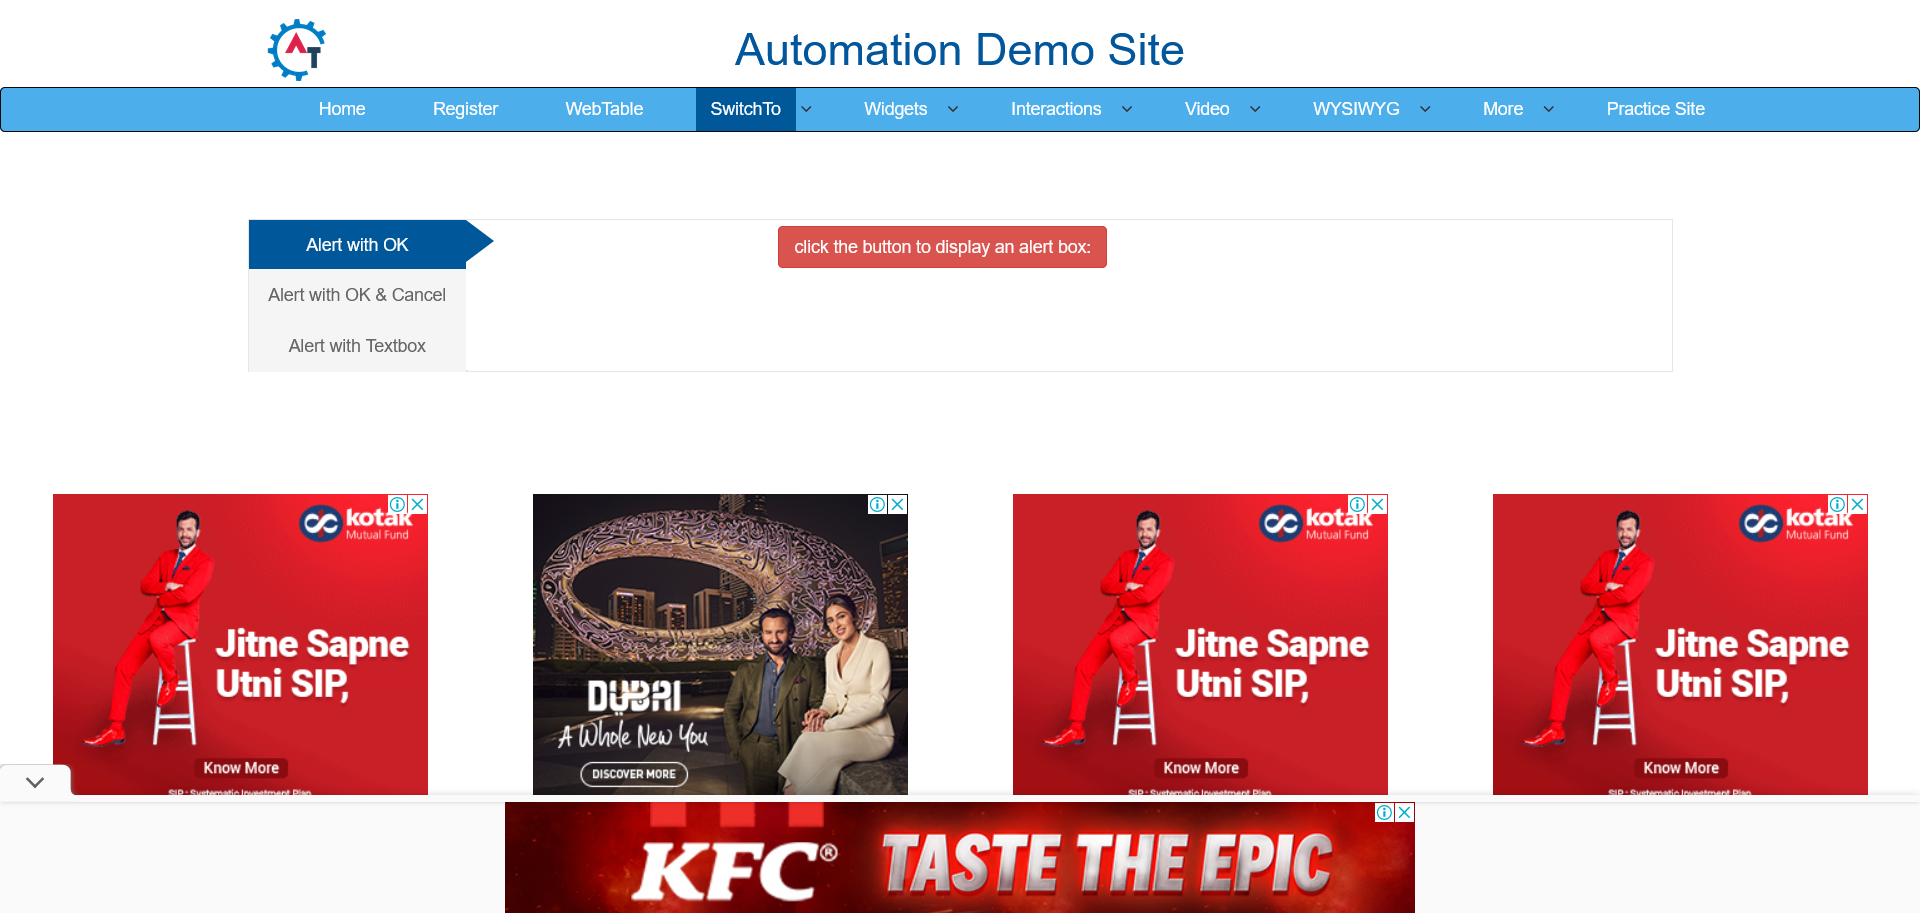 AT
Automation Demo Site
Home Register WebTable SwitchTo Widgets Interactions Video WYSIWYG More Practice Site
Alert with OK
click the button to display an alert box:
Alert with OK & Cancel
Alert with Textbox
kotak
Mutual Fund
Jitne Sapne
Utni SIP,
Know More
SIP : Systematic Investment Plan
DUBAI
A Whole New You
DISCOVER MORE
kotak
Mutual Fund
Jitne Sapne
Utni SIP,
Know More
SIP : Systematic Investment Plan
kotak
Mutual Fund
Jitne Sapne
Utni SIP,
Know More
SIP : Systematic Investment Plan
KFC® TASTE THE EPIC